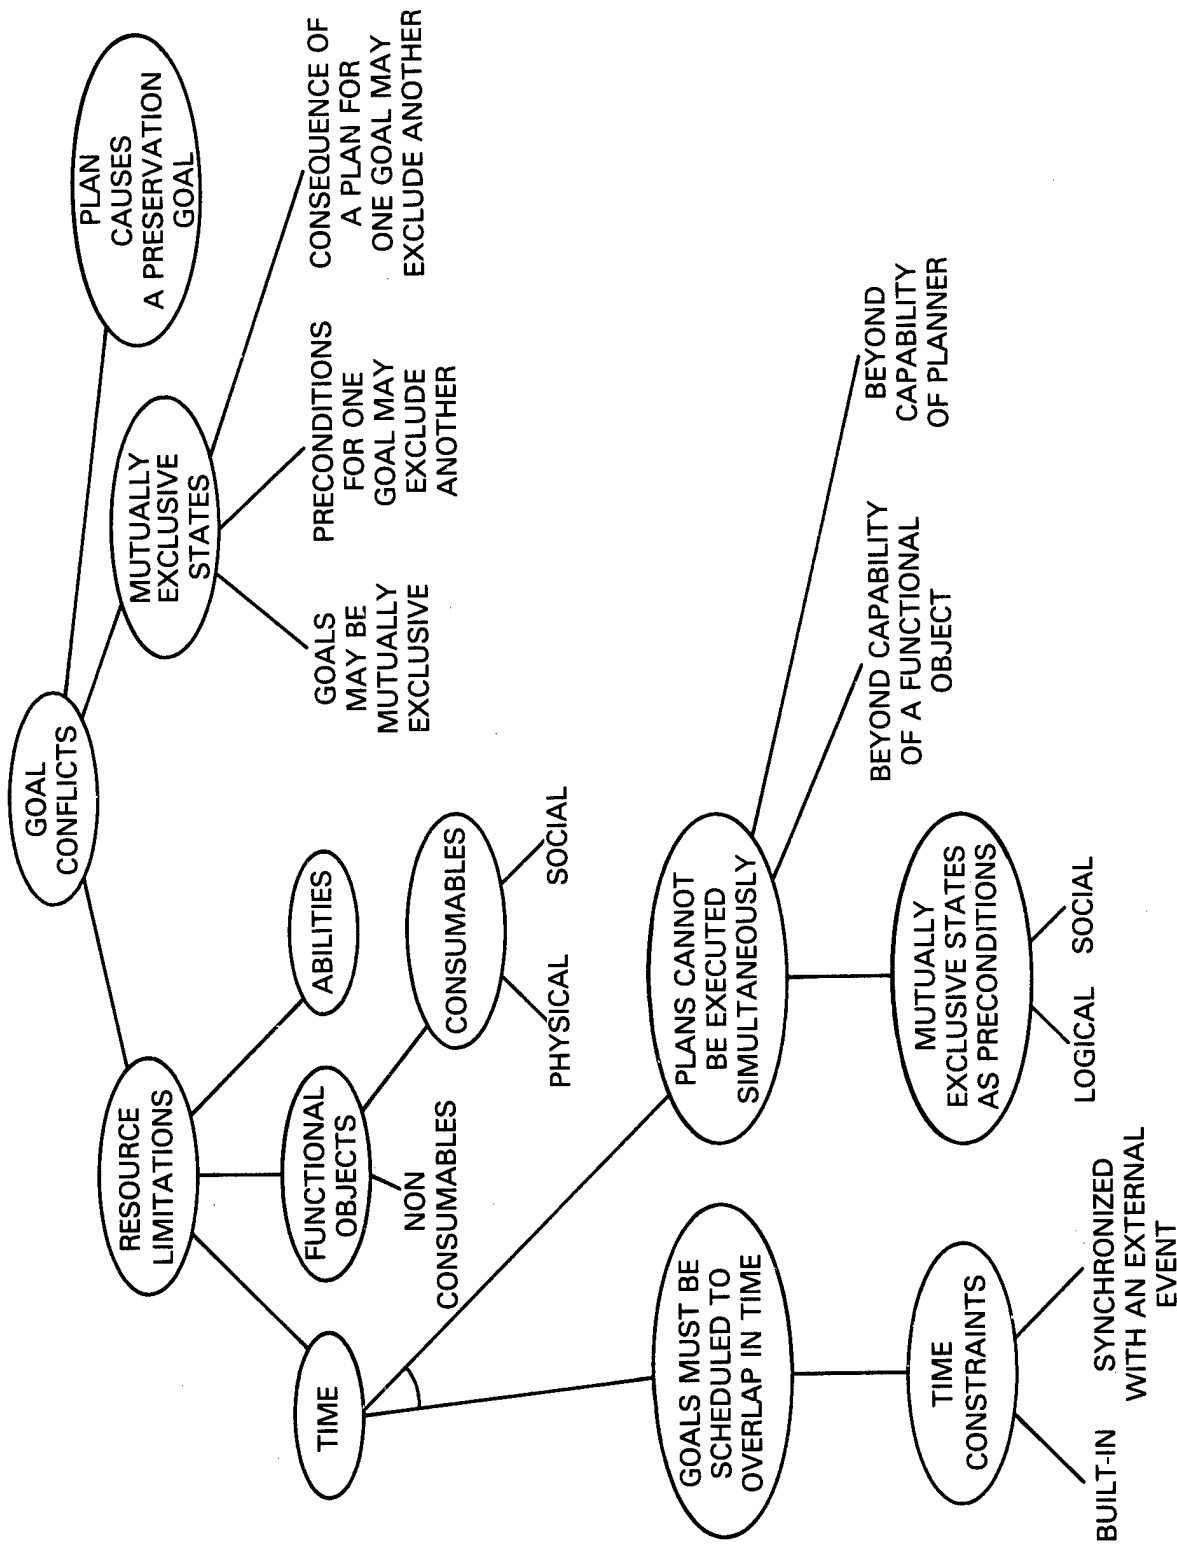 GOAL
CONFLICTS
RESOURCE
LIMITATIONS
MUTUALLY
EXCLUSIVE
STATES
PLAN
CAUSES
A PRESERVATION
GOAL
TIME
FUNCTIONAL
OBJECTS
ABILITIES
GOALS
MAY BE
MUTUALLY
EXCLUSIVE
PRECONDITIONS
FOR ONE
GOAL MAY
EXCLUDE
ANOTHER
CONSEQUENCE OF
A PLAN FOR
ONE GOAL MAY
EXCLUDE ANOTHER
NON
CONSUMABLES
CONSUMABLES
PHYSICAL
SOCIAL
GOALS MUST BE
SCHEDULED TO
OVERLAP IN TIME
PLANS CANNOT
BE EXECUTED
SIMULTANEOUSLY
BEYOND CAPABILITY
OF A FUNCTIONAL
OBJECT
BEYOND
CAPABILITY
OF PLANNER
TIME
CONSTRAINTS
MUTUALLY
EXCLUSIVE STATES
AS PRECONDITIONS
BUILT-IN
SYNCHRONIZED
WITH AN EXTERNAL
EVENT
LOGICAL
SOCIAL